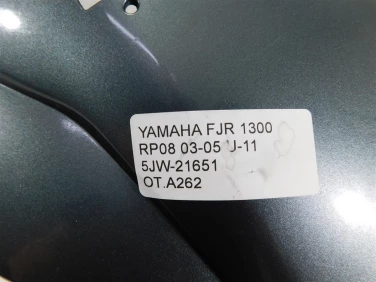 YAMAHA FJR 1300
RP08 03-05 U-11
5JW-21651
OT.A262